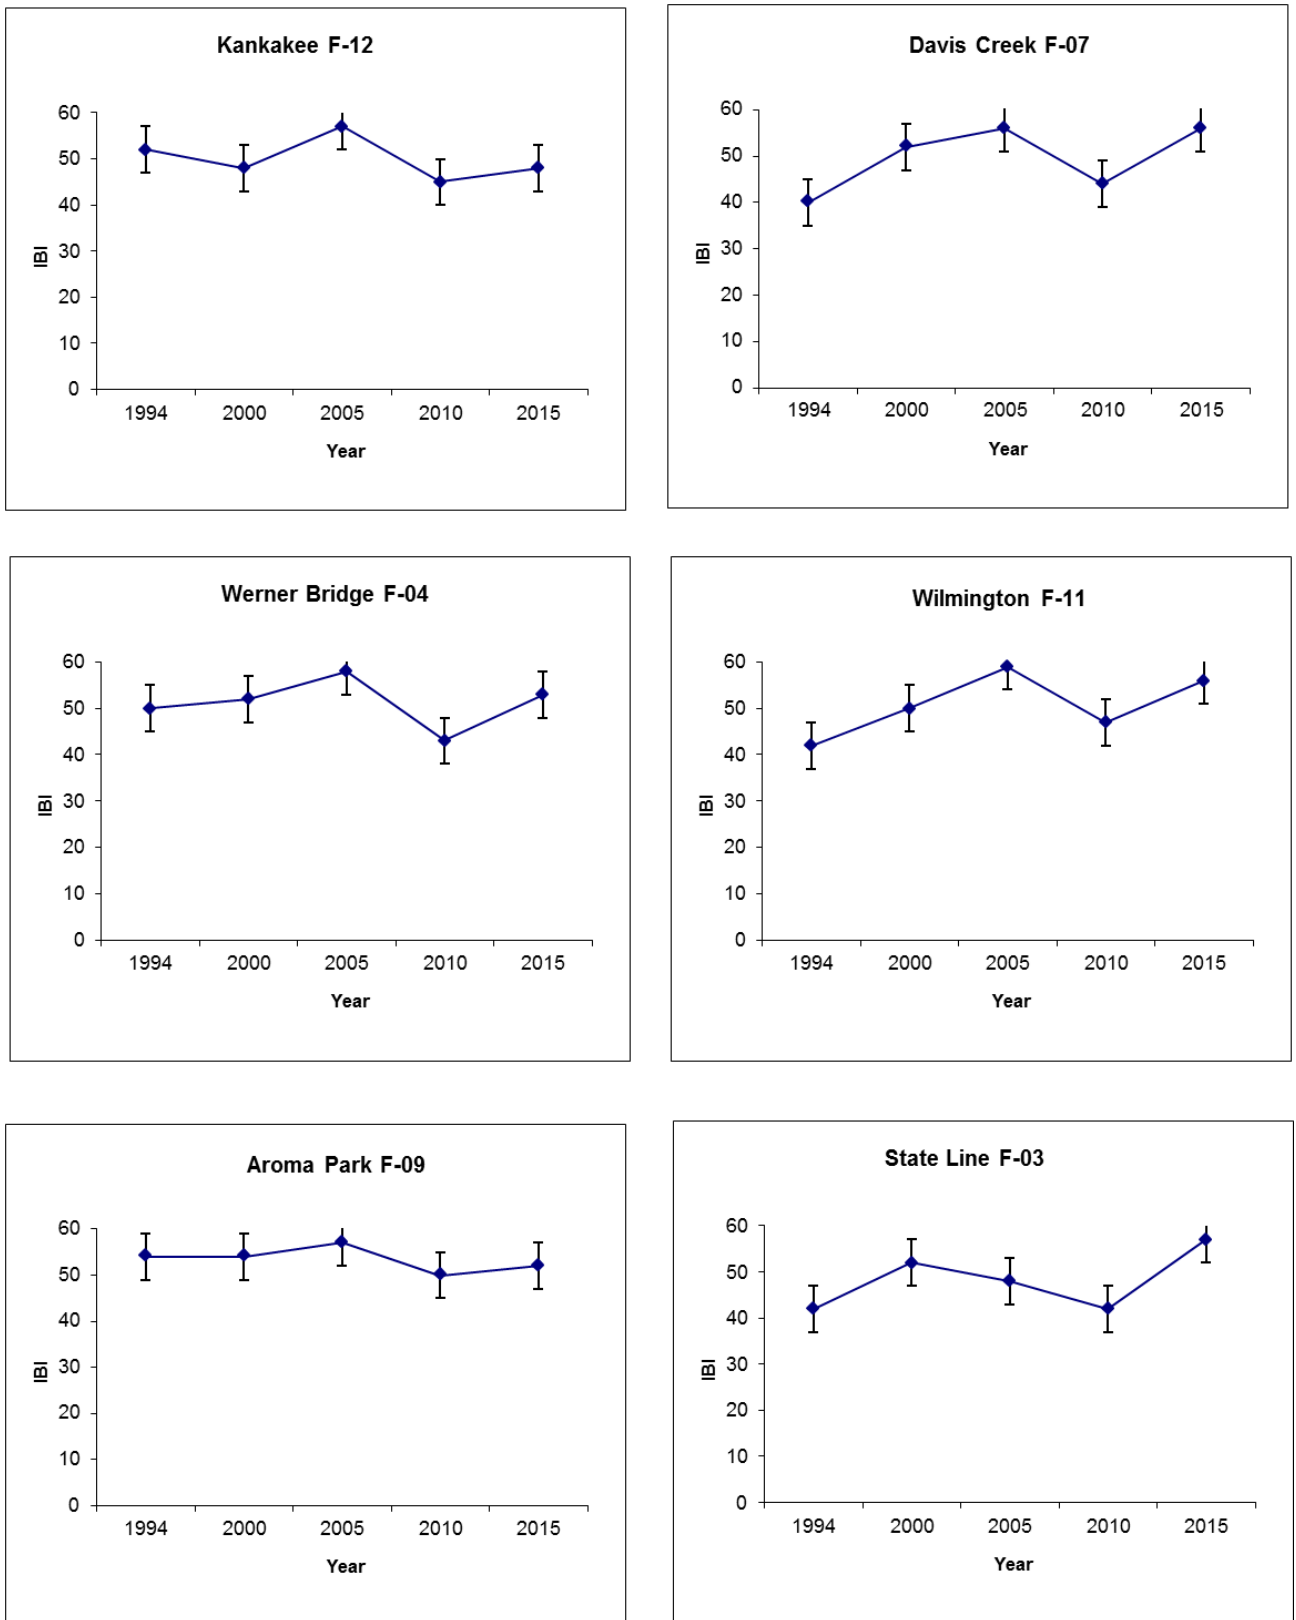 Kankakee F-12
60
50
40
30
20
10
0
IBI
1994 2000 2005 2010 2015
Year
Davis Creek F-07
60
50
40
30
20
10
0
IBI
1994 2000 2005 2010 2015
Year
Werner Bridge F-04
60
50
40
30
20
10
0
IBI
1994 2000 2005 2010 2015
Year
Wilmington F-11
60
50
40
30
20
10
0
IBI
1994 2000 2005 2010 2015
Year
Aroma Park F-09
60
50
40
30
20
10
0
IBI
1994 2000 2005 2010 2015
Year
State Line F-03
60
50
40
30
20
10
0
IBI
1994 2000 2005 2010 2015
Year